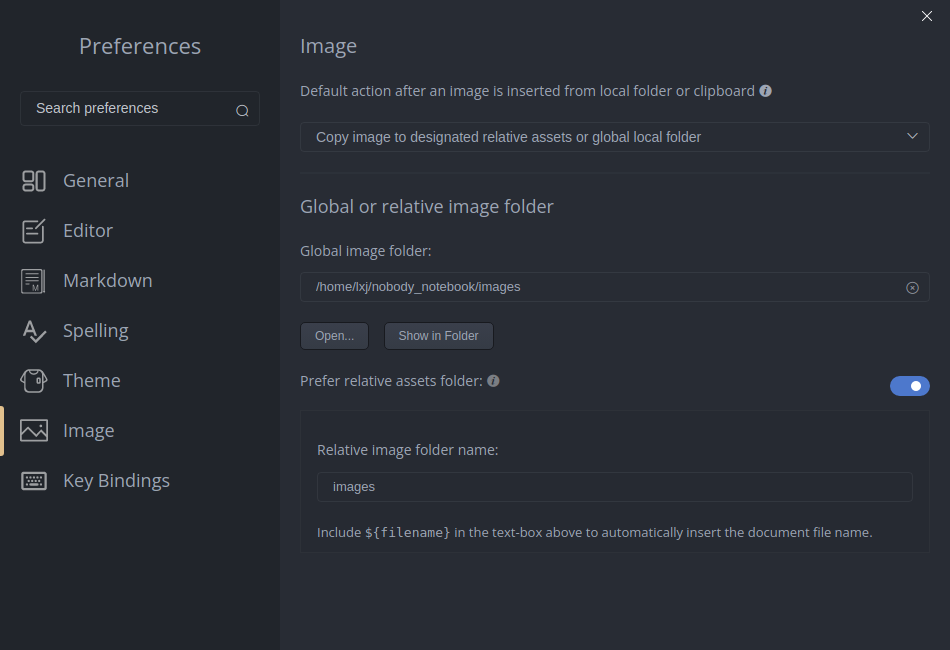 Preferences
Search preferences
General
Editor
Markdown
Spelling
Theme
Image
Key Bindings
Image
Default action after an image is inserted from local folder or clipboard
Copy image to designated relative assets or global local folder
Global or relative image folder
Global image folder:
/home/lxj/nobody_notebook/images
Open...
Show in Folder
Prefer relative assets folder:
Relative image folder name:
images
Include ${filename} in the text-box above to automatically insert the document file name.